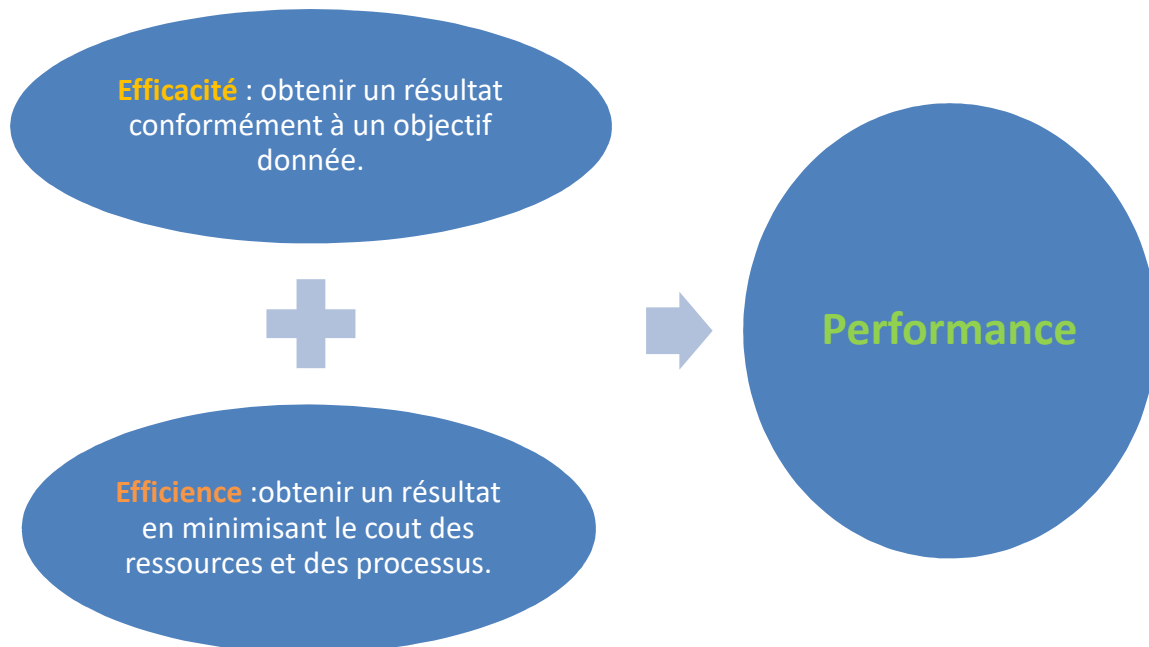 Efficacité : obtenir un résultat
conformément à un objectif
donnée.
Efficience :obtenir un résultat
en minimisant le cout des
ressources et des processus.
Performance